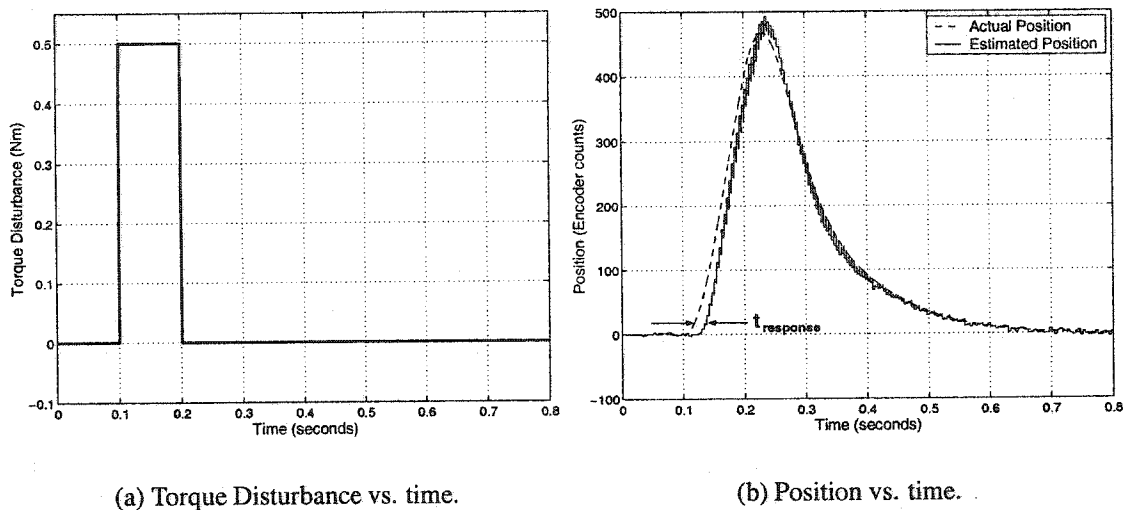 0.5
0.4
0.3
0.2
0.1
0
-0.1
Torque Disturbance (Nm)
0 0.1 0.2 0.3 0.4 0.5 0.6 0.7 0.8
Time (seconds)
(a) Torque Disturbance vs. time.
500
400
300
200
100
0
-100
Position (Encoder counts)
Actual Position
Estimated Position
t response
0 0.1 0.2 0.3 0.4 0.5 0.6 0.7 0.8
Time (seconds)
(b) Position vs. time.